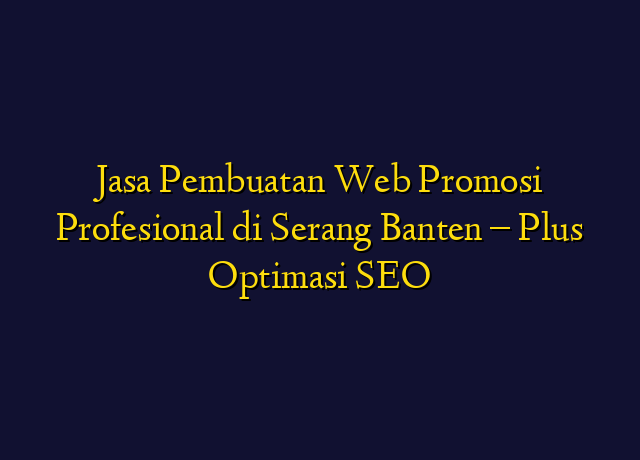 Jasa Pembuatan Web Promosi
Profesional di Serang Banten – Plus
Optimasi SEO